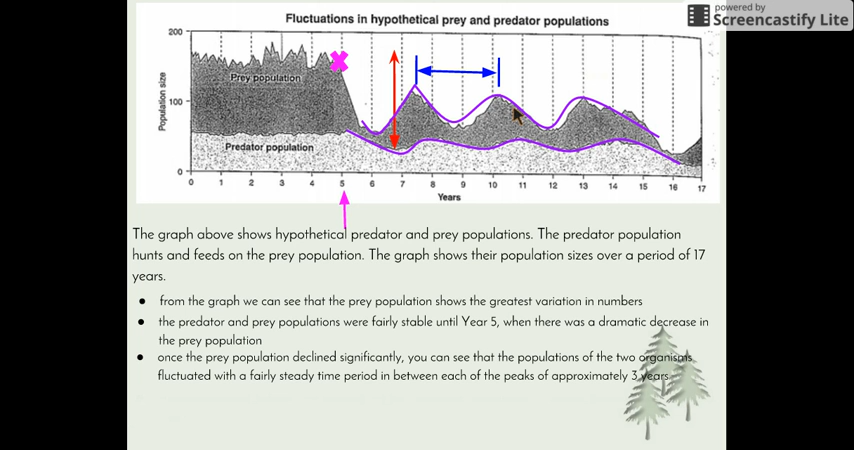 powered by
Screencastify Lite
Fluctuations in hypothetical prey and predator populations
200
Prey population
Population size
100
Predator population
0
0 1 2 3 4 5 6 7 8 9 10 11 12 13 14 15 16 17
Years
The graph above shows hypothetical predator and prey populations. The predator population
hunts and feeds on the prey population. The graph shows their population sizes over a period of 17
years.
● from the graph we can see that the prey population shows the greatest variation in numbers
● the predator and prey populations were fairly stable until Year 5, when there was a dramatic decrease in
the prey population
● once the prey population declined significantly, you can see that the populations of the two organisms
fluctuated with a fairly steady time period in between each of the peaks of approximately 3 years.